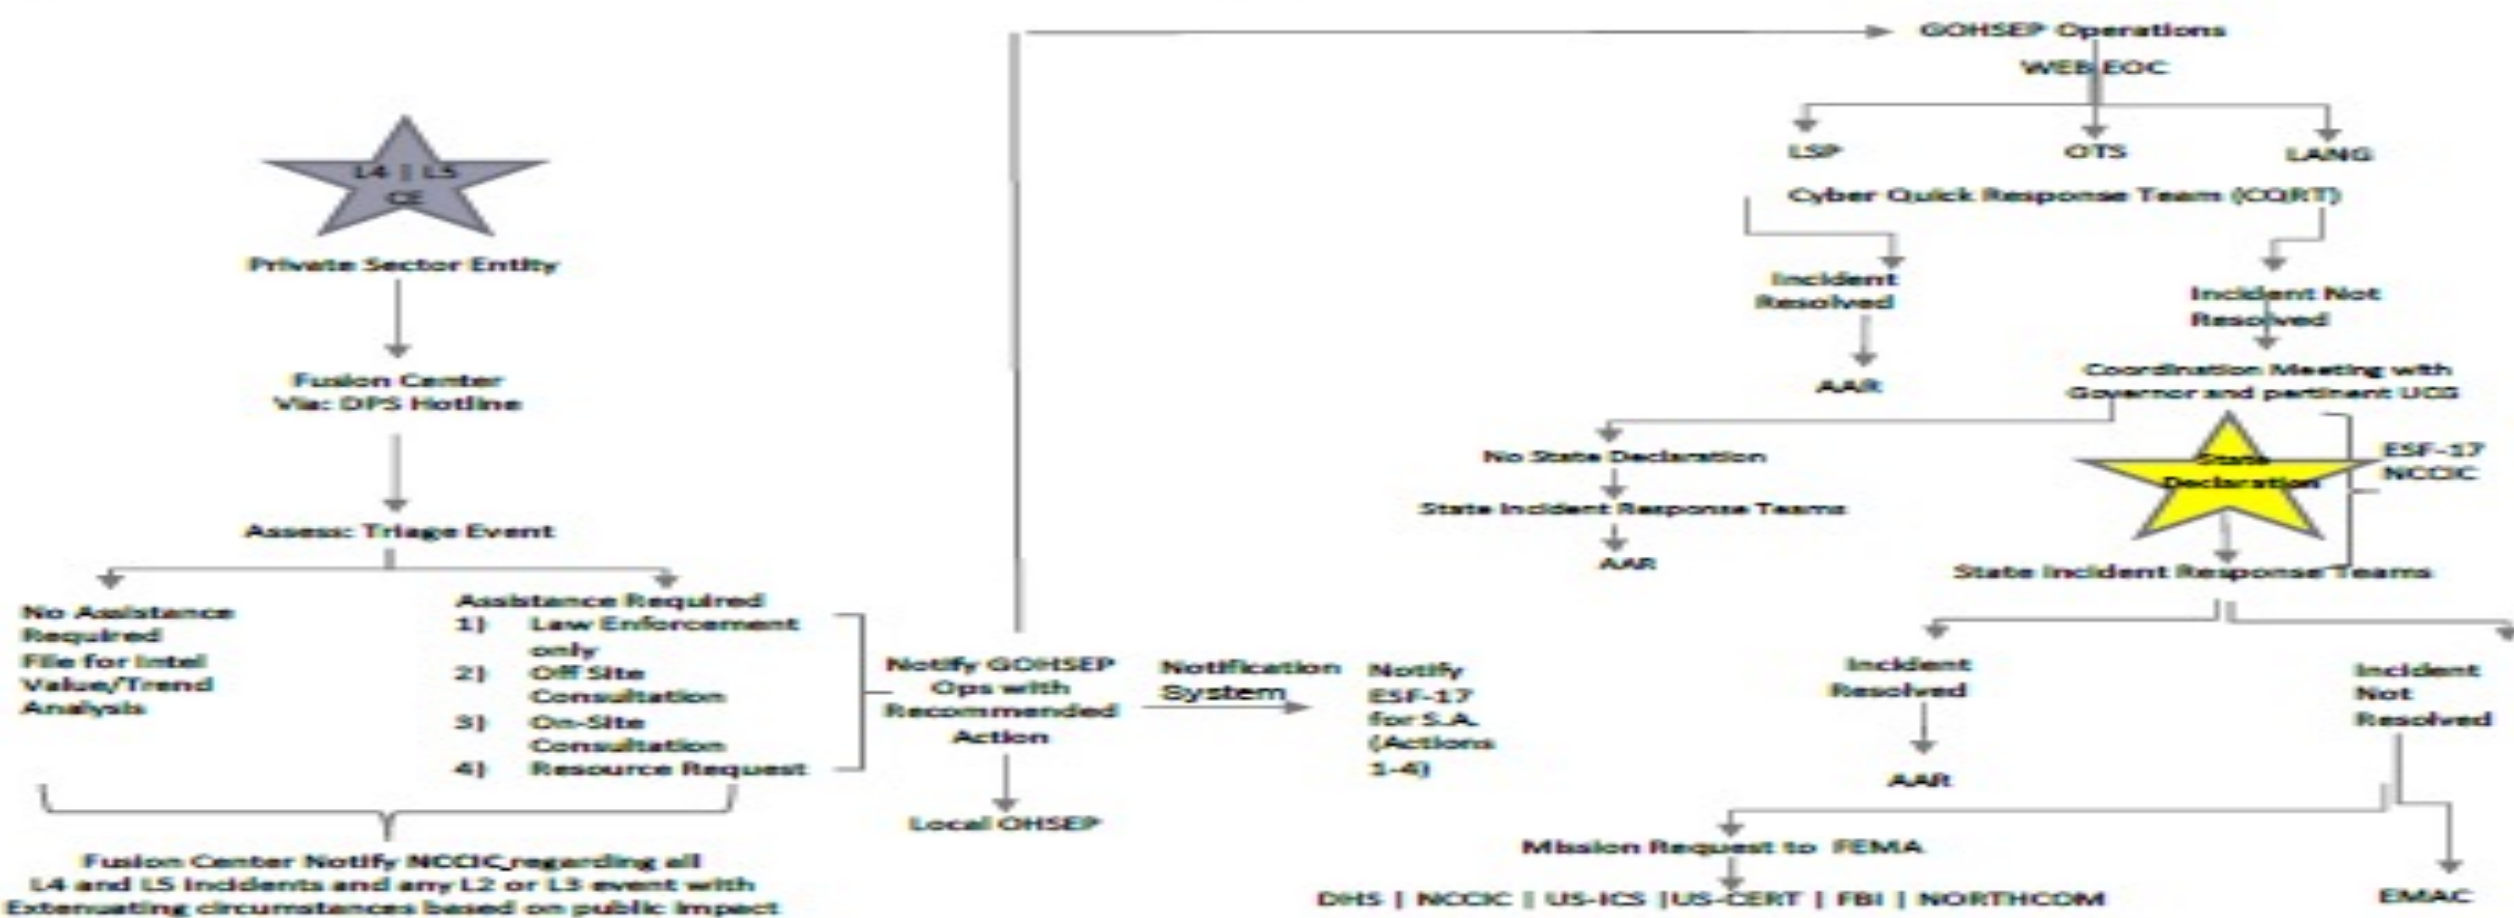 GOHSEP Operations
WEB EOC
LSP
OTS
LANG
Cyber Quick Response Team (CQRT)
Incident
Resolved
AAR
Incident Not
Resolved
Coordination Meeting with
Governor and pertinent UCG
State
Declaration
ESF-17
NCCIC
No State Declaration
State Incident Response Teams
AAR
State Incident Response Teams
Incident
Resolved
AAR
Incident
Not
Resolved
Mission Request to FEMA
DHS | NCCIC | US-ICS |US-CERT | FBI | NORTHCOM
EMAC
L4 | L5
CE
Private Sector Entity
Fusion Center
Via: DPS Hotline
Assess: Triage Event
No Assistance
Required
File for Intel
Value/Trend
Analysis
Assistance Required
1) Law Enforcement
only
2) Off Site
Consultation
3) On-Site
Consultation
4) Resource Request
Notify GOHSEP
Ops with
Recommended
Action
Local OHSEP
Notification
System
Notify
ESF-17
for S.A.
(Actions
1-4)
Fusion Center Notify NCCIC regarding all
L4 and L5 Incidents and any L2 or L3 event with
Extenuating circumstances based on public impact